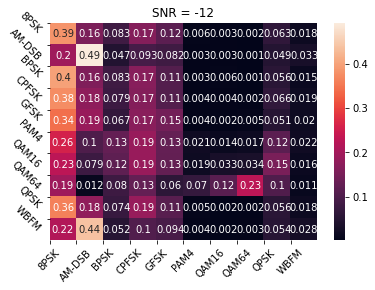 SNR = -12
8PSK 0.39 0.16 0.083 0.17 0.12 0.006 0.003 0.002 0.063 0.018
AM-DSB 0.2 0.49 0.047 0.093 0.082 0.003 0.001 0.001 0.049 0.033
BPSK 0.4 0.16 0.083 0.17 0.11 0.003 0.006 0.001 0.056 0.015
CPFSK 0.38 0.18 0.079 0.17 0.11 0.004 0.004 0.002 0.066 0.019
GFSK 0.34 0.19 0.067 0.17 0.15 0.004 0.002 0.005 0.051 0.02
PAM4 0.26 0.1 0.13 0.19 0.13 0.021 0.014 0.017 0.12 0.022
QAM16 0.23 0.079 0.12 0.19 0.13 0.019 0.033 0.034 0.15 0.016
QAM64 0.19 0.012 0.08 0.13 0.06 0.07 0.12 0.23 0.1 0.011
QPSK 0.36 0.18 0.074 0.19 0.11 0.005 0.002 0.002 0.056 0.018
WBFM 0.22 0.44 0.052 0.1 0.094 0.004 0.002 0.003 0.054 0.028
8PSK AM-DSB BPSK CPFSK GFSK PAM4 QAM16 QAM64 QPSK WBFM
0.4
0.3
0.2
0.1